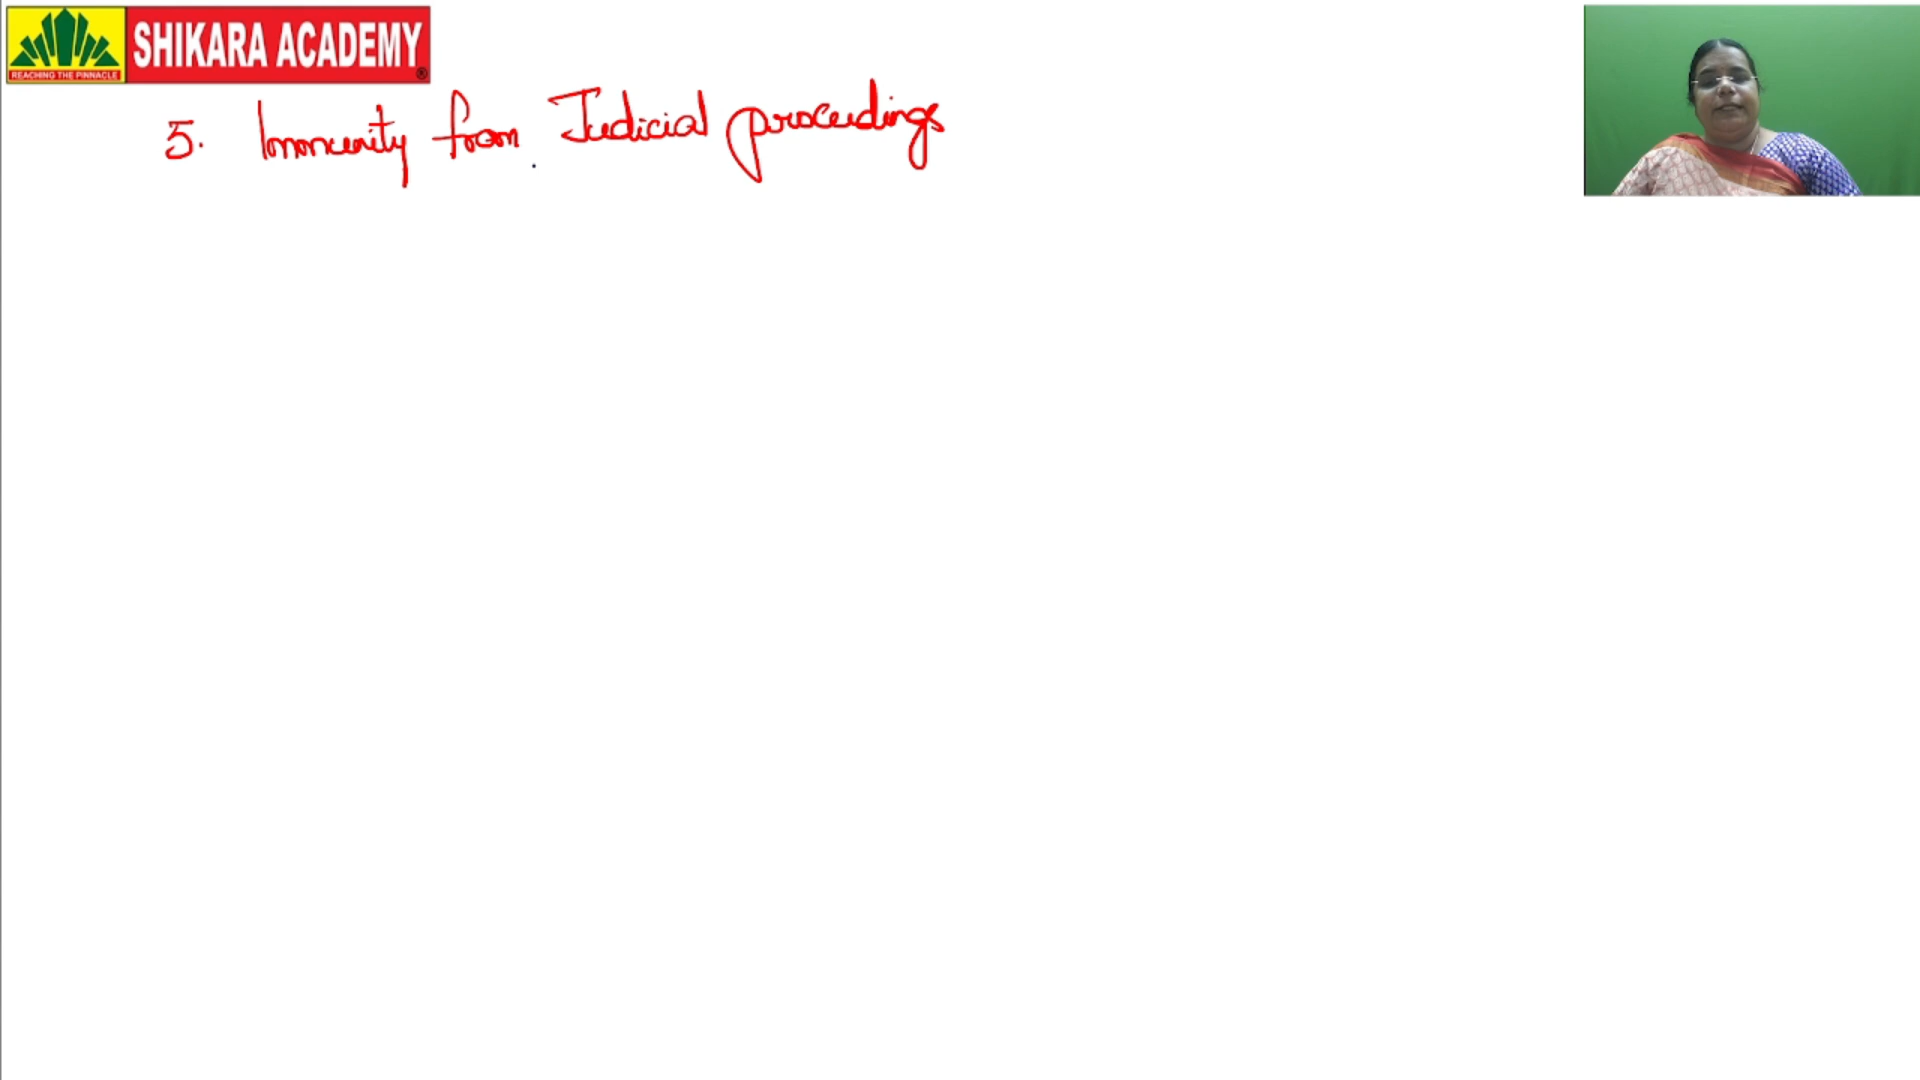 SHIKARA ACADEMY
REACHING THE PINNACLE
5. Immunity from Judicial proceedings